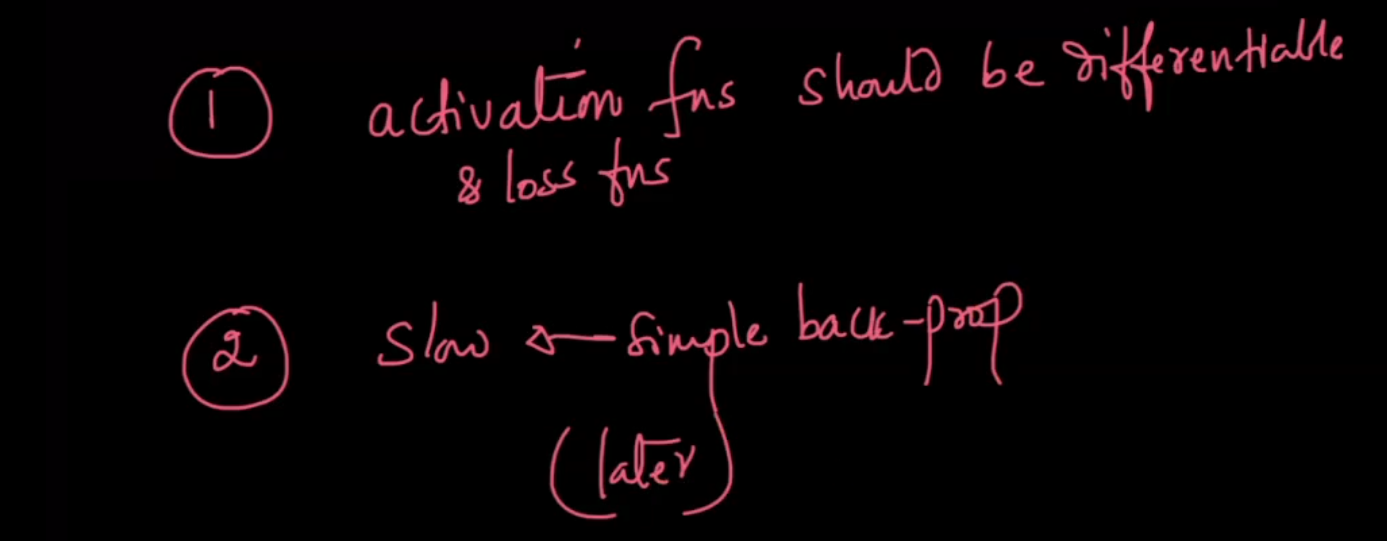 ① activation fns should be differentiable
& loss fns
② slow ← simple back-prop
(later)